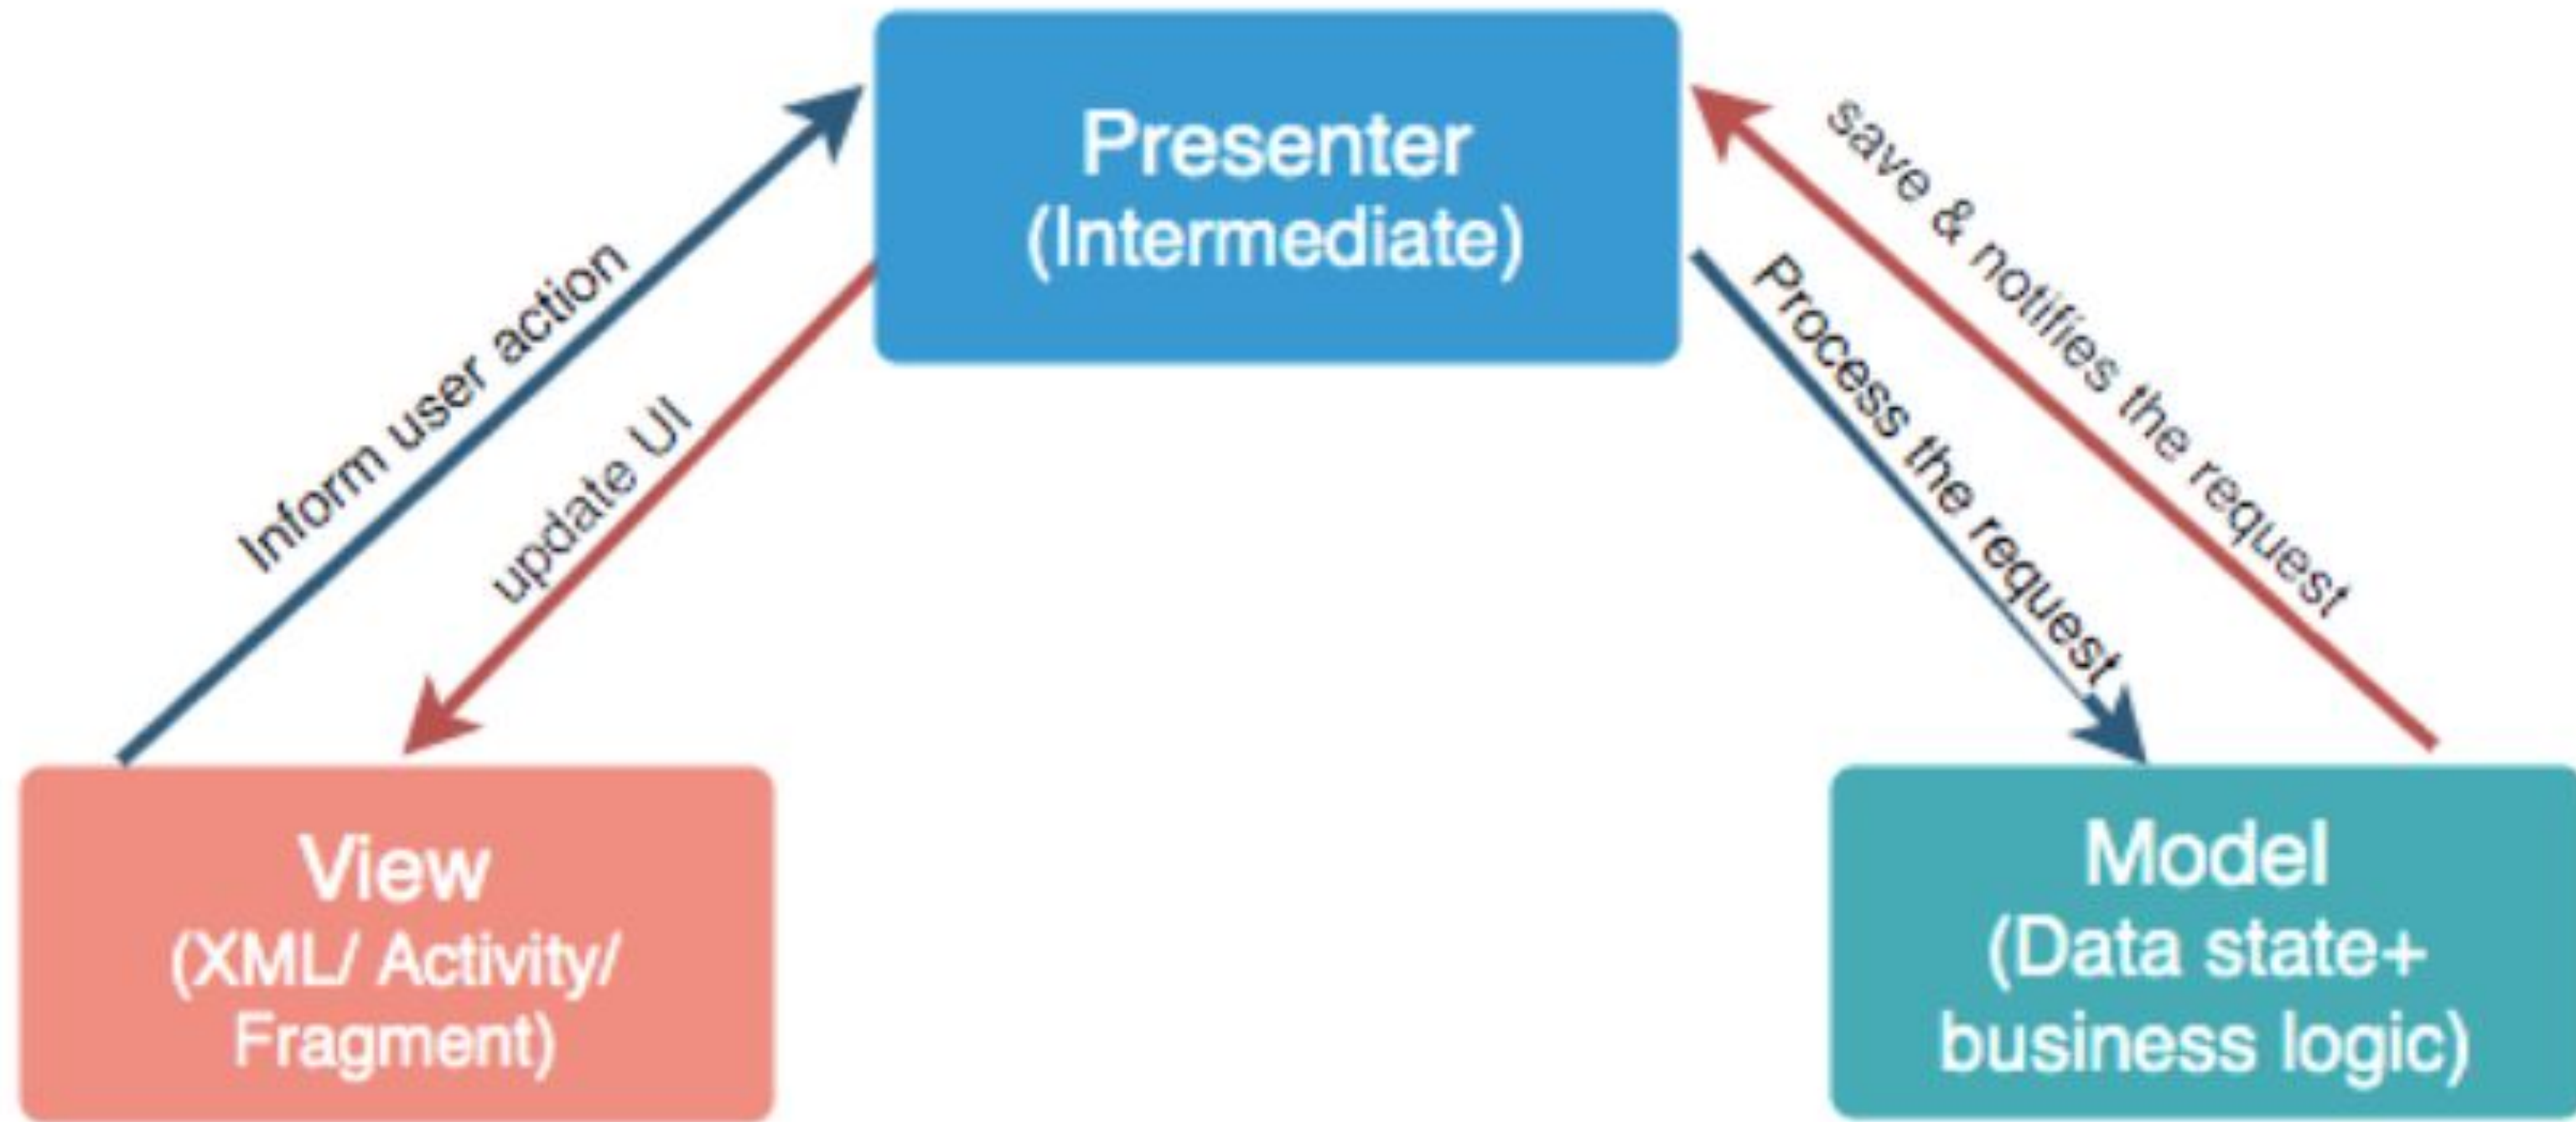 Presenter
(Intermediate)
Inform user action
update UI
save & notifies the request
Process the request
View
(XML/ Activity/
Fragment)
Model
(Data state+
business logic)